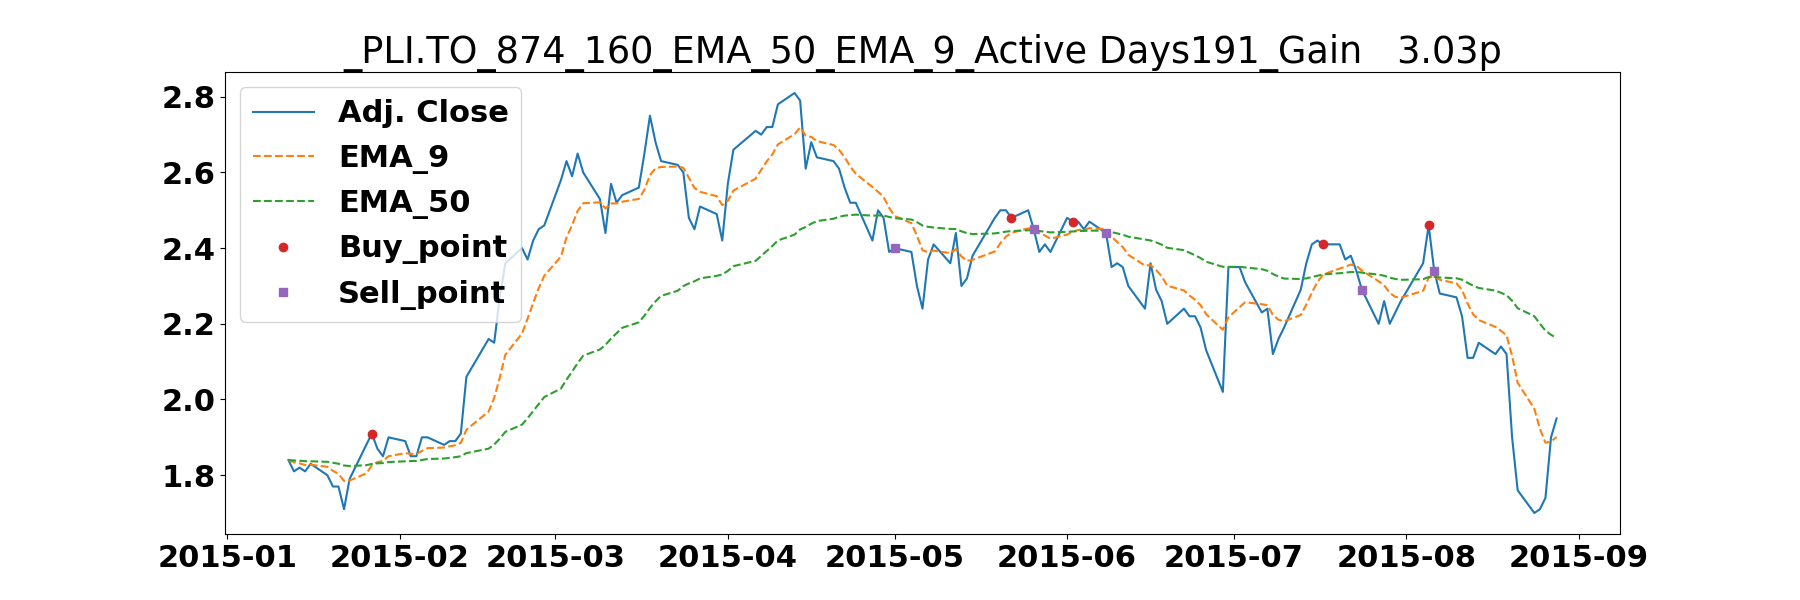 _PLI.TO_874_160_EMA_50_EMA_9_Active Days191_Gain   3.03p
2.8
2.6
2.4
2.2
2.0
1.8
Adj. Close
EMA_9
EMA_50
Buy_point
Sell_point
2015-01
2015-02
2015-03
2015-04
2015-05
2015-06
2015-07
2015-08
2015-09